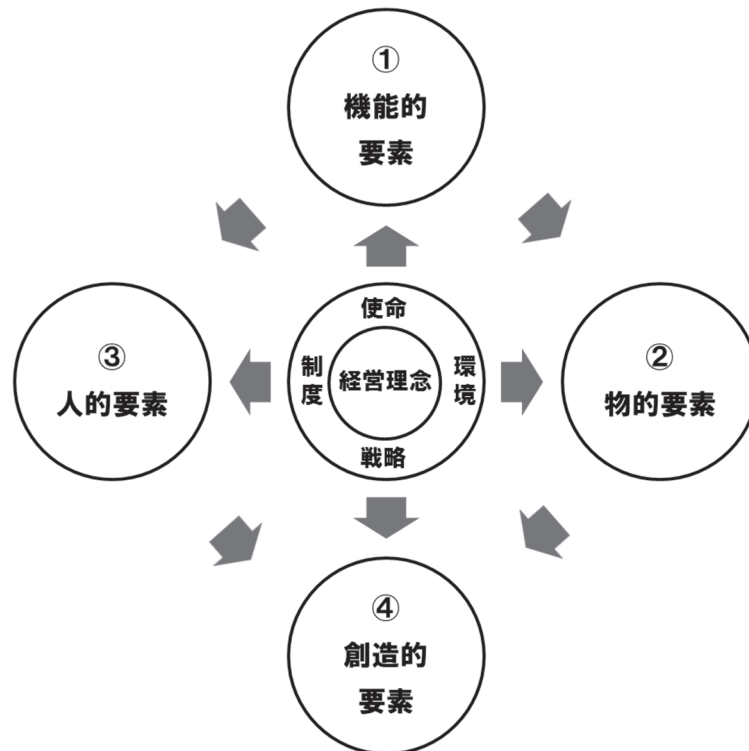 ①
機能的
要素
使命
③
人的要素
制度
経営理念
環境
②
物的要素
戦略
④
創造的
要素